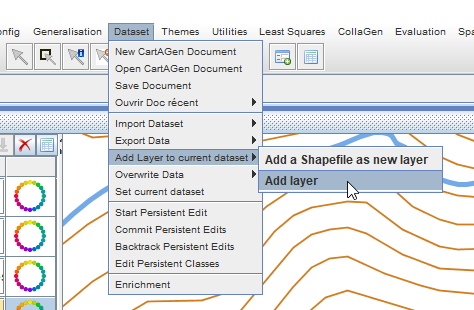 onfig Generalisation Dataset Themes Utilities Least Squares CollaGen Evaluation Spa
New CartAGen Document
Open CartAGen Document
Save Document
Ouvrir Doc récent
Import Dataset
Export Data
Add Layer to current dataset
Add a Shapefile as new layer
Overwrite Data
Add layer
Set current dataset
Start Persistent Edit
Commit Persistent Edits
Backtrack Persistent Edits
Edit Persistent Classes
Enrichment